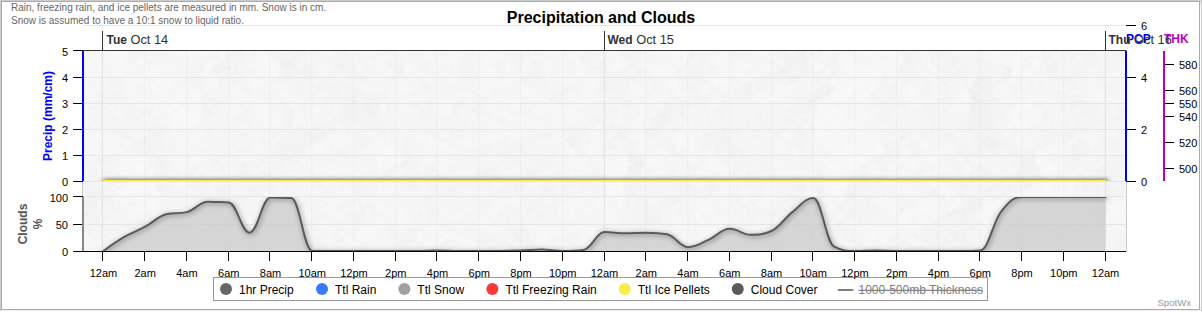 Rain, freezing rain, and ice pellets are measured in mm. Snow is in cm.
Snow is assumed to have a 10:1 snow to liquid ratio.
Precipitation and Clouds
Tue Oct 14
Wed Oct 15
Thu Oct 16
PCP
THK
Precip (mm/cm)
5
4
3
2
1
0
6
4
2
0
580
560
550
540
520
500
Clouds
%
100
50
0
12am 2am 4am 6am 8am 10am 12pm 2pm 4pm 6pm 8pm 10pm 12am 2am 4am 6am 8am 10am 12pm 2pm 4pm 6pm 8pm 10pm 12am
1hr Precip Ttl Rain Ttl Snow Ttl Freezing Rain Ttl Ice Pellets Cloud Cover 1000-500mb Thickness
SpotWx